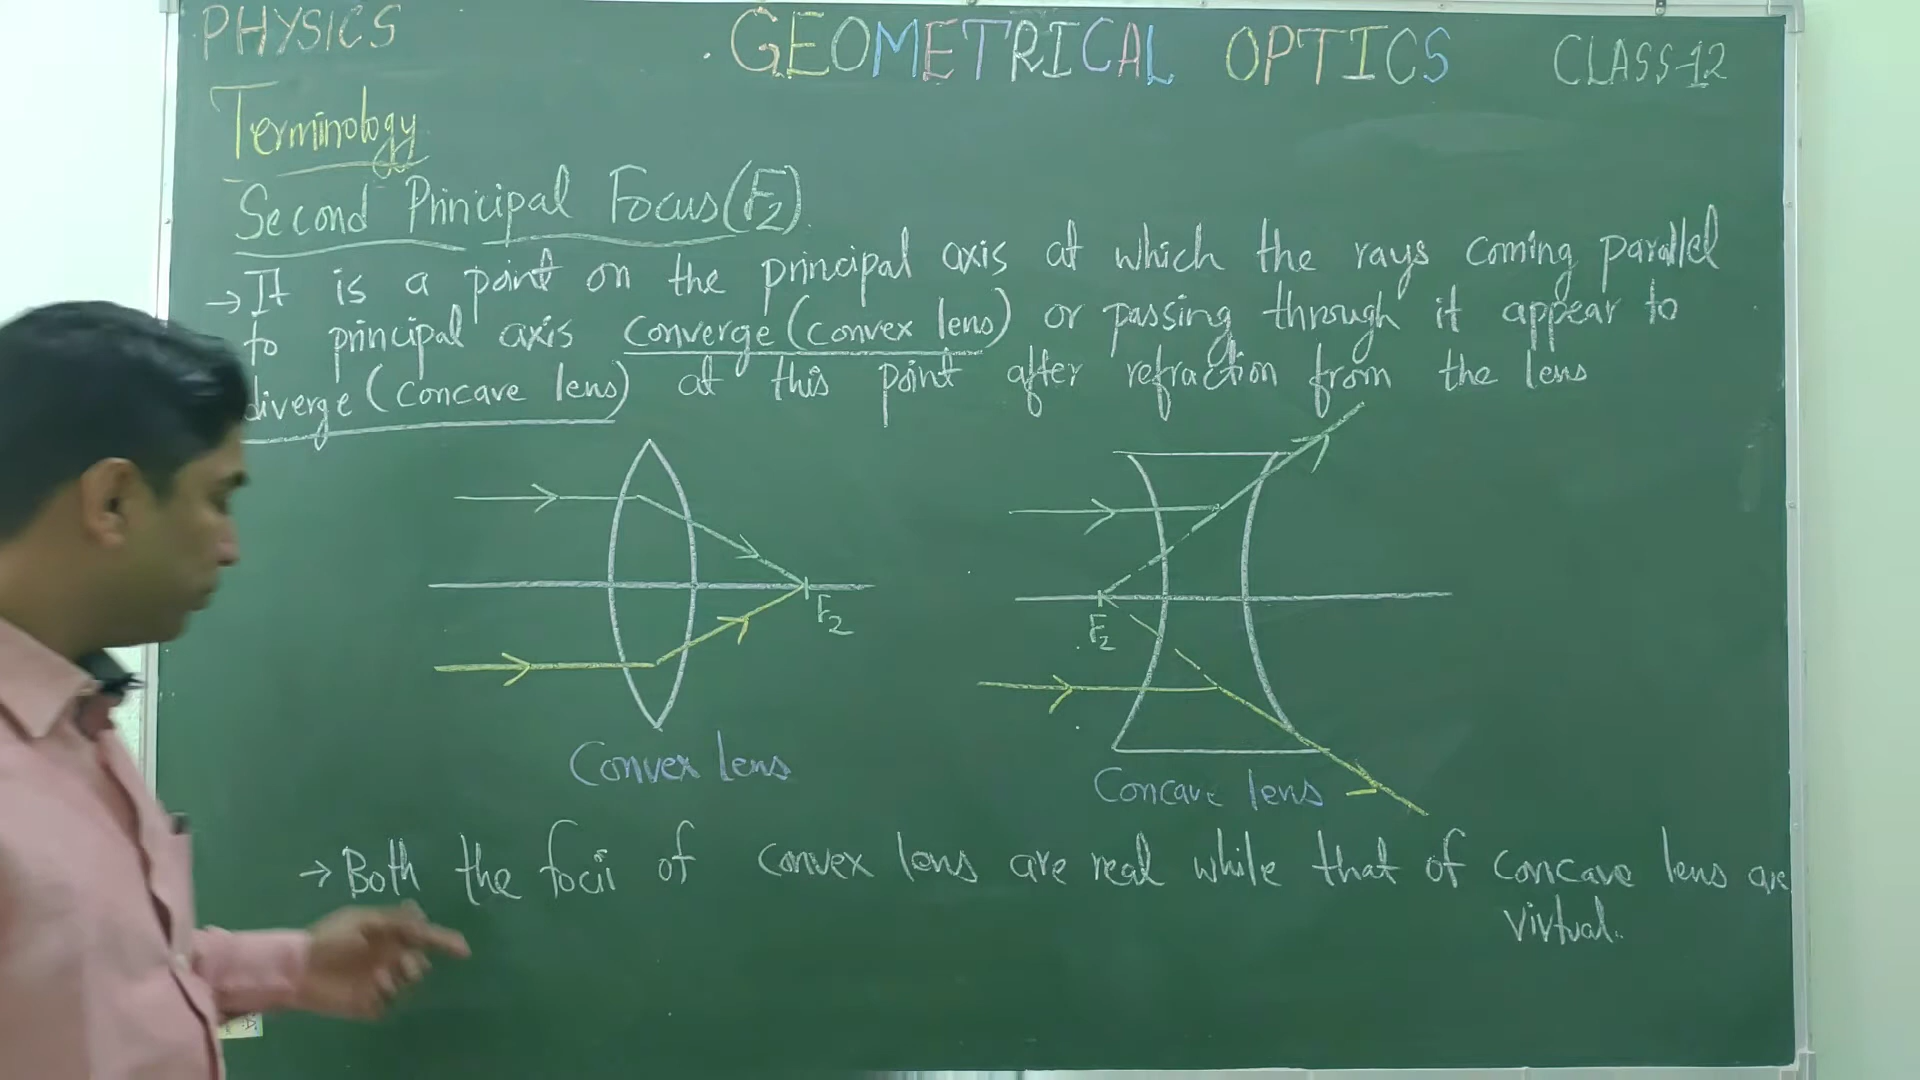 PHYSICS
GEOMETRICAL OPTICS
CLASS-12
Terminology
Second Principal Focus (F2)
→ It is a point on the principal axis at which the rays coming parallel
to principal axis converge (convex lens) or passing through it appear to
diverge (concave lens) at this point after refraction from the lens
F2
F2
Convex lens
Concave lens
→ Both the focii of convex lens are real while that of concave lens are
virtual.